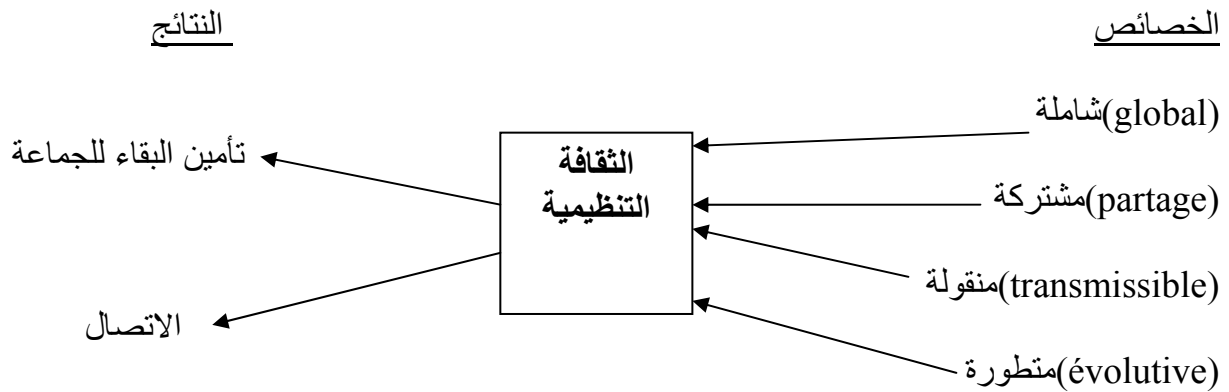 الخصائص
النتائج
شاملة(global)
مشتركة(partage)
منقولة(transmissible)
متطورة(évolutive)
الثقافة
التنظيمية
تأمين البقاء للجماعة
الاتصال